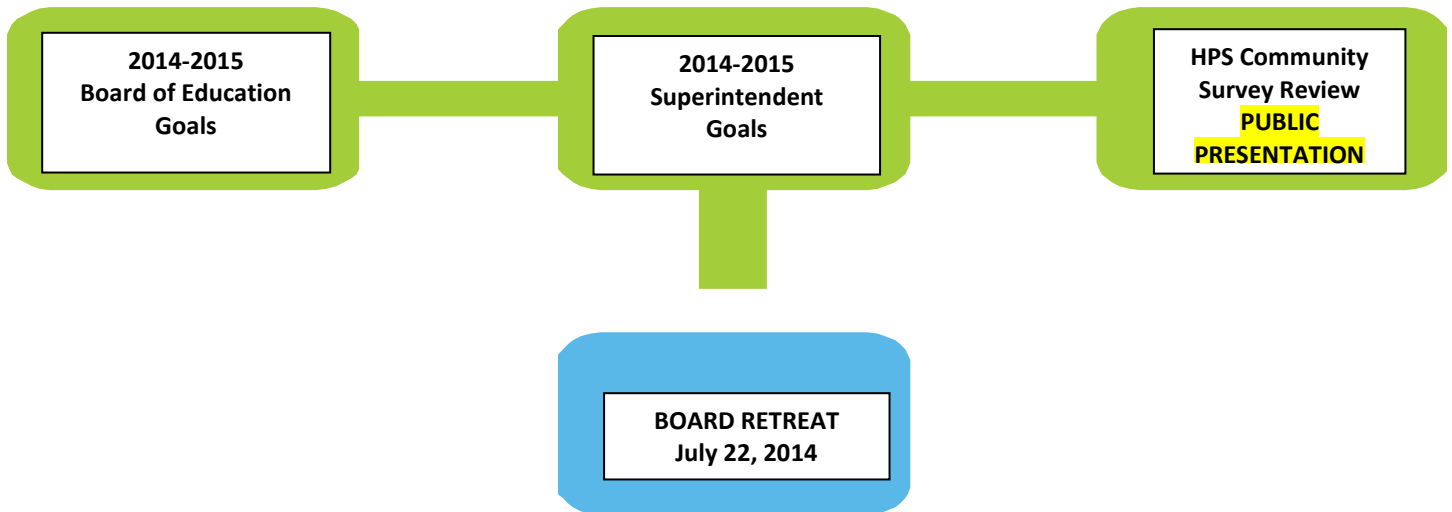 2014-2015
Board of Education
Goals
2014-2015
Superintendent
Goals
HPS Community
Survey Review
PUBLIC
PRESENTATION
BOARD RETREAT
July 22, 2014